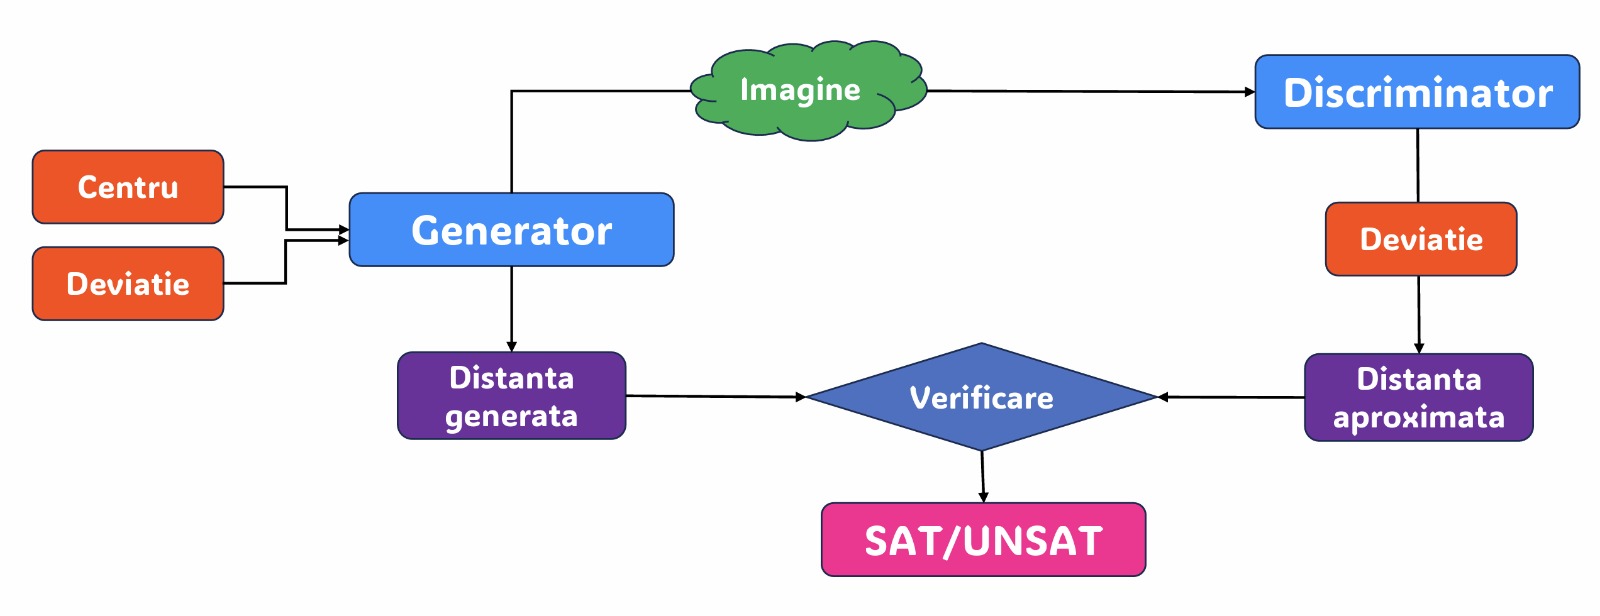 Imagine
Discriminator
Centru
Generator
Deviatie
Deviatie
Distanta
generata
Verificare
Distanta
aproximata
SAT/UNSAT